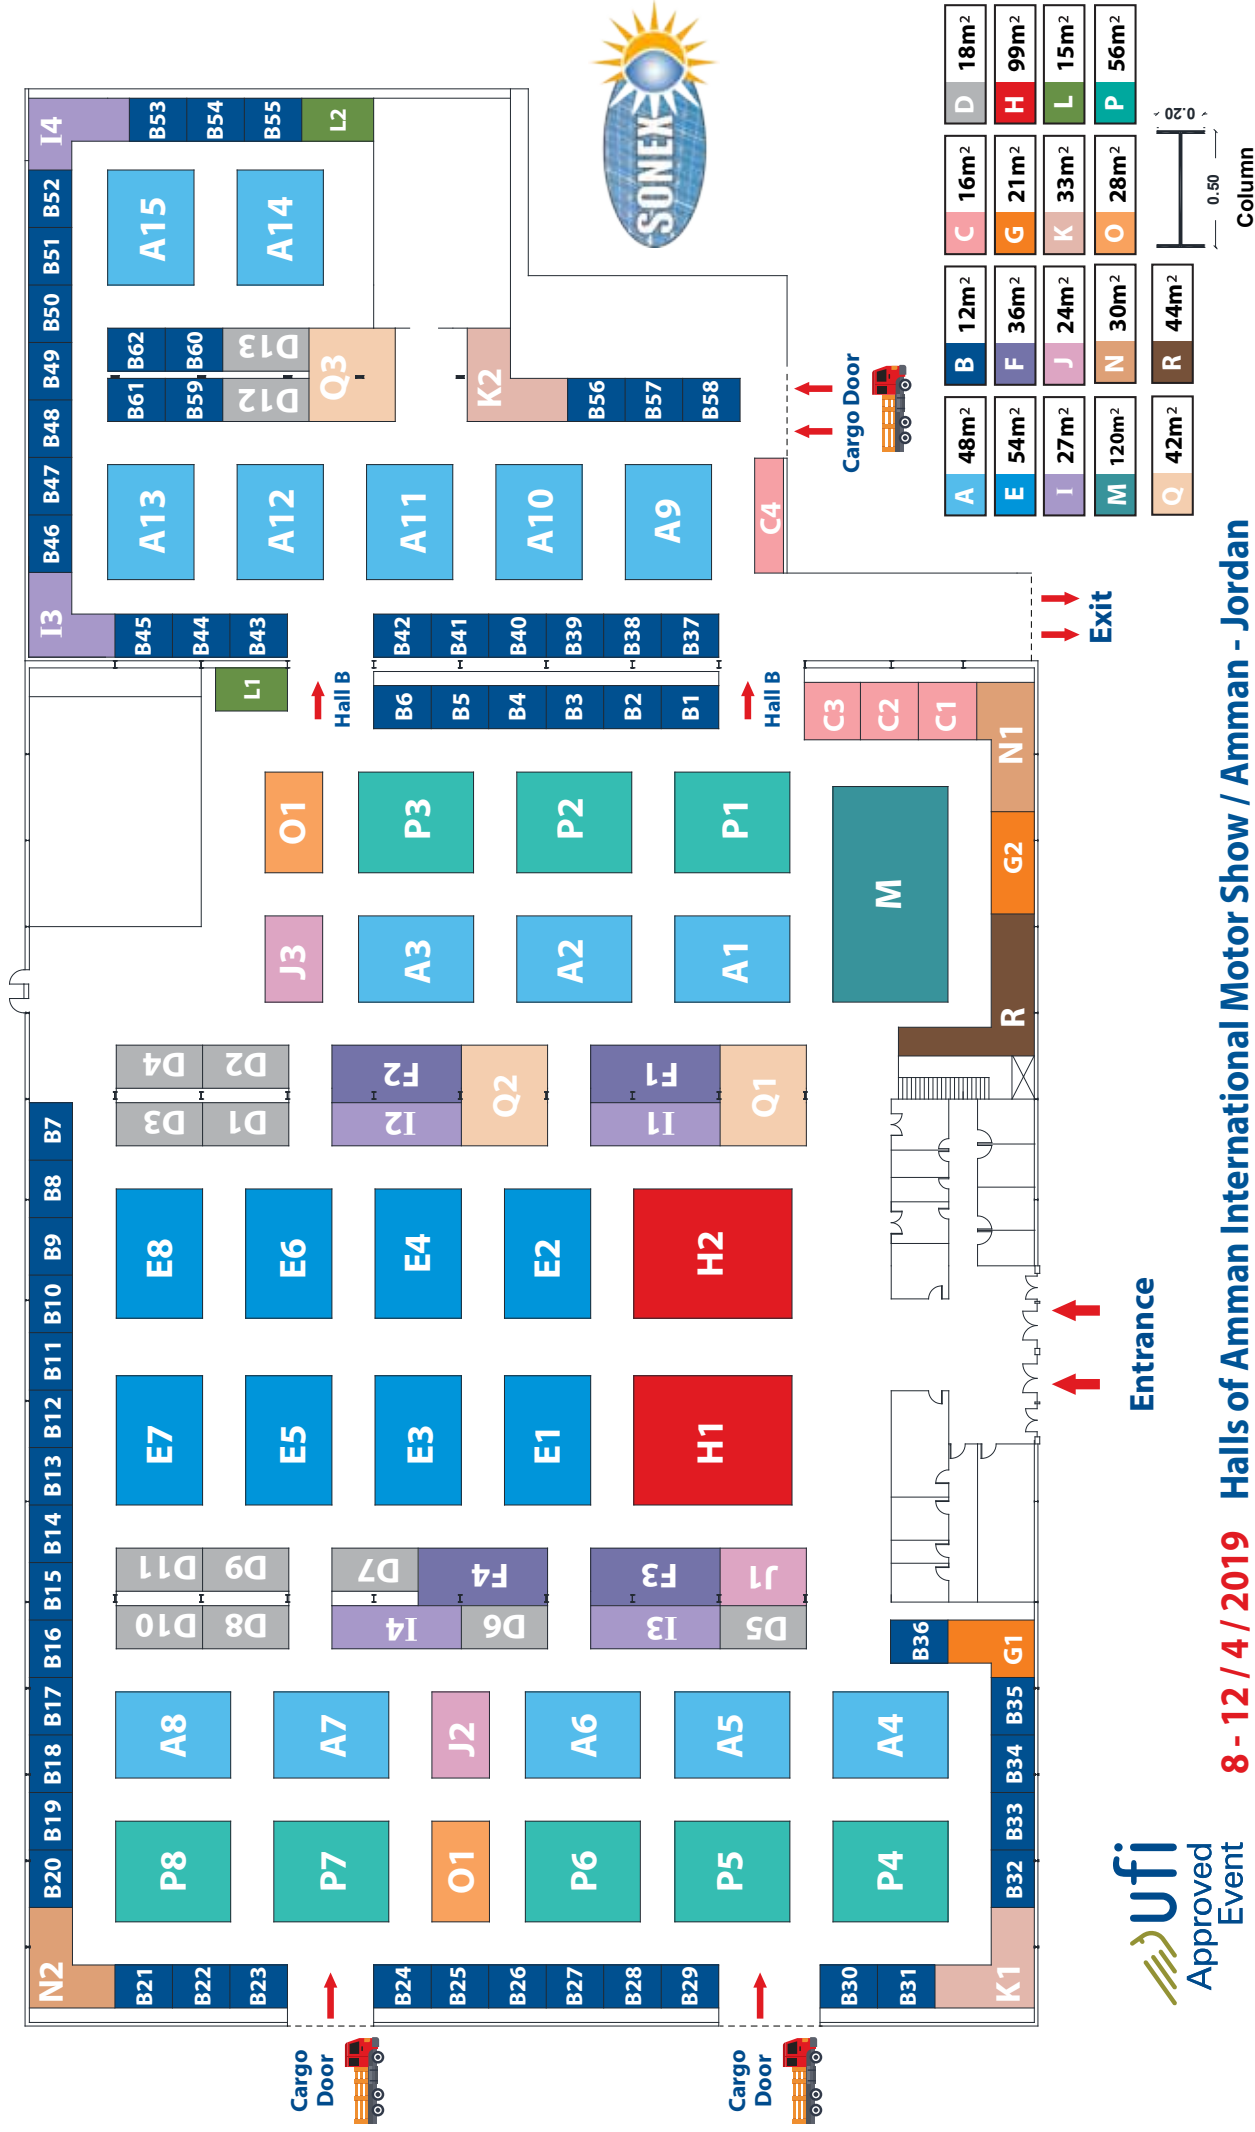 SONEX
D 18m²
H 99m²
L 15m²
P 56m²
C 16m²
G 21m²
K 33m²
O 28m²
B 12m²
F 36m²
J 24m²
N 30m²
R 44m²
A 48m²
E 54m²
I 27m²
M 120m²
Q 42m²
0.20
0.50
Column
I4
B53
B54
B55
L2
B52
B51
B50
B49
B48
B47
B46
I3
A15
A14
B62
B60
D13
B61
B59
D12
Q3
K2
B56
B57
B58
Cargo Door
A13
A12
A11
A10
A9
C4
B45
B44
B43
B42
B41
B40
B39
B38
B37
Exit
L1
Hall B
B6
B5
B4
B3
B2
B1
Hall B
C3
C2
C1
N1
O1
P3
P2
P1
M
G2
J3
A3
A2
A1
R
D4
D2
F2
F1
D3
D1
I2
Q2
I1
Q1
B7
B8
B9
B10
B11
B12
B13
B14
B15
B16
B17
B18
B19
B20
N2
E8
E6
E4
E2
H2
E7
E5
E3
E1
H1
Entrance
D11
D9
D7
F4
F3
J1
D10
D8
I4
D6
I3
D5
B36
G1
A8
A7
J2
A6
A5
A4
B35
B34
B33
B32
P8
P7
O1
P6
P5
P4
K1
B21
B22
B23
B24
B25
B26
B27
B28
B29
B30
B31
Cargo
Door
Cargo
Door
8 - 12 / 4 / 2019 Halls of Amman International Motor Show / Amman - Jordan
ufi
Approved
Event